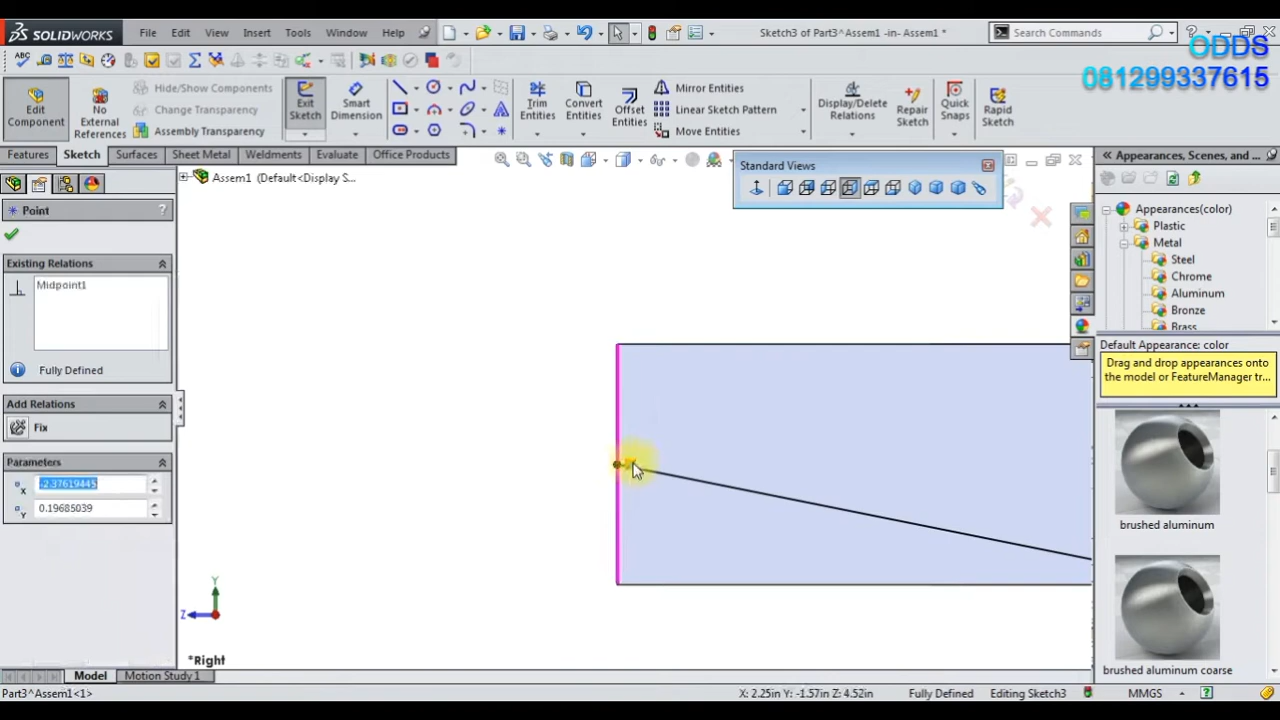 SOLIDWORKS
File Edit View Insert Tools Window Help
Sketch3 of Part3^Assem1 -in- Assem1 *
Search Commands
ODDS
081299337615
Edit Component
No External References
Hide/Show Components
Change Transparency
Assembly Transparency
Exit Sketch
Smart Dimension
Trim Entities
Convert Entities
Offset Entities
Mirror Entities
Linear Sketch Pattern
Move Entities
Display/Delete Relations
Repair Sketch
Quick Snaps
Rapid Sketch
Features Sketch Surfaces Sheet Metal Weldments Evaluate Office Products
Standard Views
Appearances, Scenes, and...
Assem1 (Default<Display S...
Point
?
Existing Relations
Midpoint1
Fully Defined
Add Relations
Fix
Parameters
X -2.37619445
Y 0.19685039
Appearances(color)
Plastic
Metal
Steel
Chrome
Aluminum
Bronze
Brass
Default Appearance: color
Drag and drop appearances onto
the model or FeatureManager tr...
brushed aluminum
brushed aluminum coarse
Y
Z
*Right
Model Motion Study 1
Part3^Assem1<1>
X: 2.25in Y: -1.57in Z: 4.52in Fully Defined Editing Sketch3 MMGS